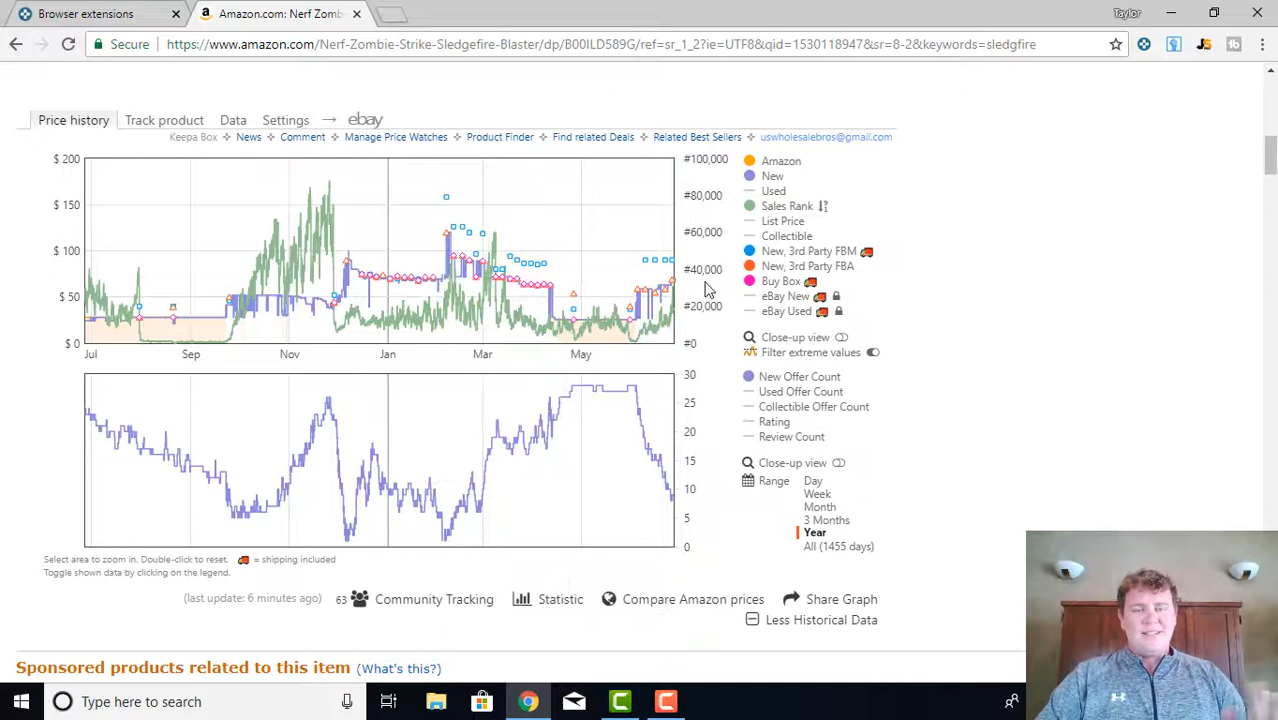 Browser extensions
Amazon.com: Nerf Zomb
Taylor
Secure https://www.amazon.com/Nerf-Zombie-Strike-Sledgefire-Blaster/dp/B00ILD589G/ref=sr_1_2?ie=UTF8&qid=1530118947&sr=8-2&keywords=sledgfire
Price history Track product Data Settings → ebay
Keepa Box News Comment Manage Price Watches Product Finder Find related Deals Related Best Sellers uswholesalebros@gmail.com
$ 200
$ 150
$ 100
$ 50
$ 0
#100,000
#80,000
#60,000
#40,000
#20,000
#0
Jul Sep Nov Jan Mar May
Amazon
New
Used
Sales Rank
List Price
Collectible
New, 3rd Party FBM
New, 3rd Party FBA
Buy Box
eBay New
eBay Used
Close-up view
Filter extreme values
30
25
20
15
10
5
0
New Offer Count
Used Offer Count
Collectible Offer Count
Rating
Review Count
Close-up view
Range
Day
Week
Month
3 Months
Year
All (1455 days)
Select area to zoom in. Double-click to reset. = shipping included
Toggle shown data by clicking on the legend.
(last update: 6 minutes ago) 63 Community Tracking Statistic Compare Amazon prices Share Graph
Less Historical Data
Sponsored products related to this item (What's this?)
Type here to search